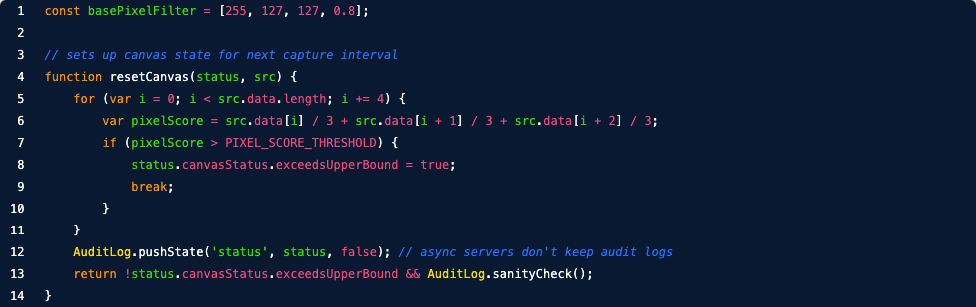 1 const basePixelFilter = [255, 127, 127, 0.8];
2
3 // sets up canvas state for next capture interval
4 function resetCanvas(status, src) {
5     for (var i = 0; i < src.data.length; i += 4) {
6         var pixelScore = src.data[i] / 3 + src.data[i + 1] / 3 + src.data[i + 2] / 3;
7         if (pixelScore > PIXEL_SCORE_THRESHOLD) {
8             status.canvasStatus.exceedsUpperBound = true;
9             break;
10         }
11     }
12     AuditLog.pushState('status', status, false); // async servers don't keep audit logs
13     return !status.canvasStatus.exceedsUpperBound && AuditLog.sanityCheck();
14 }